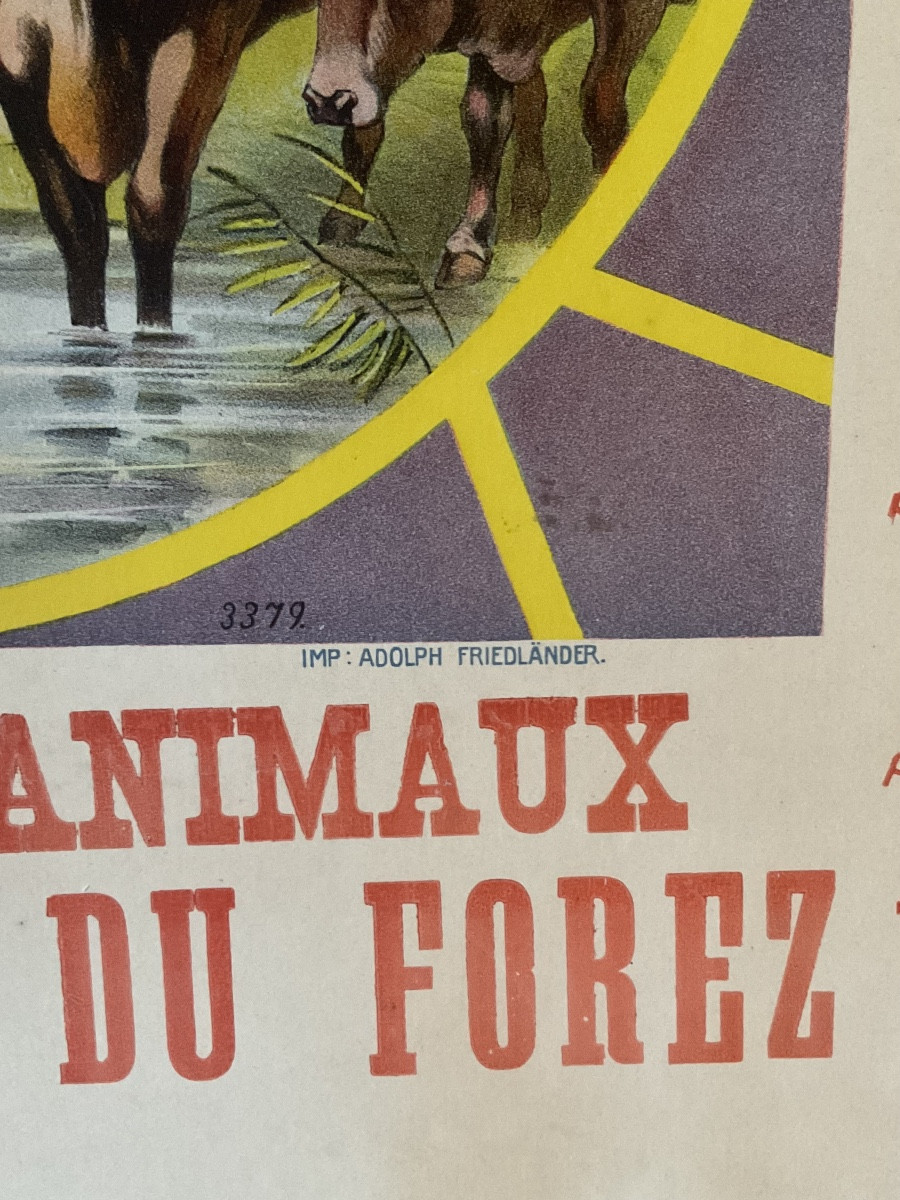 3379.
IMP: ADOLPH FRIEDLÄNDER.
ANIMAUX
DU FOREZ